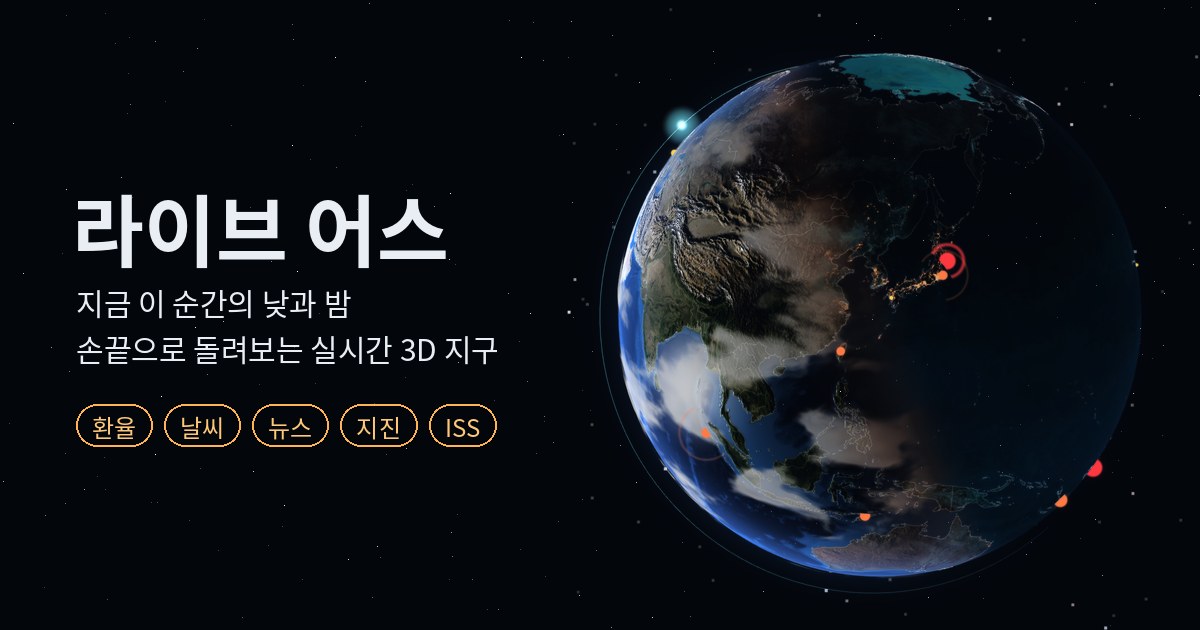 라이브 어스
지금 이 순간의 낮과 밤
손끝으로 돌려보는 실시간 3D 지구
환율 날씨 뉴스 지진 ISS